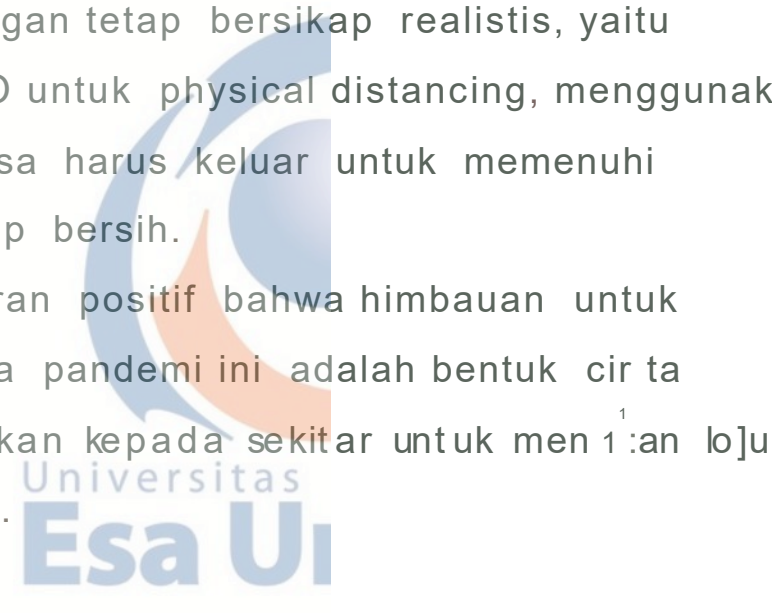 gan tetap bersikap realistis, yaitu
untuk physical distancing, menggunak
sa harus keluar untuk memenuhi
p bersih.
ran positif bahwa himbauan untuk
a pandemi ini adalah bentuk cir ta
kan kepada sekitar untuk men
Universitas
.
Esa